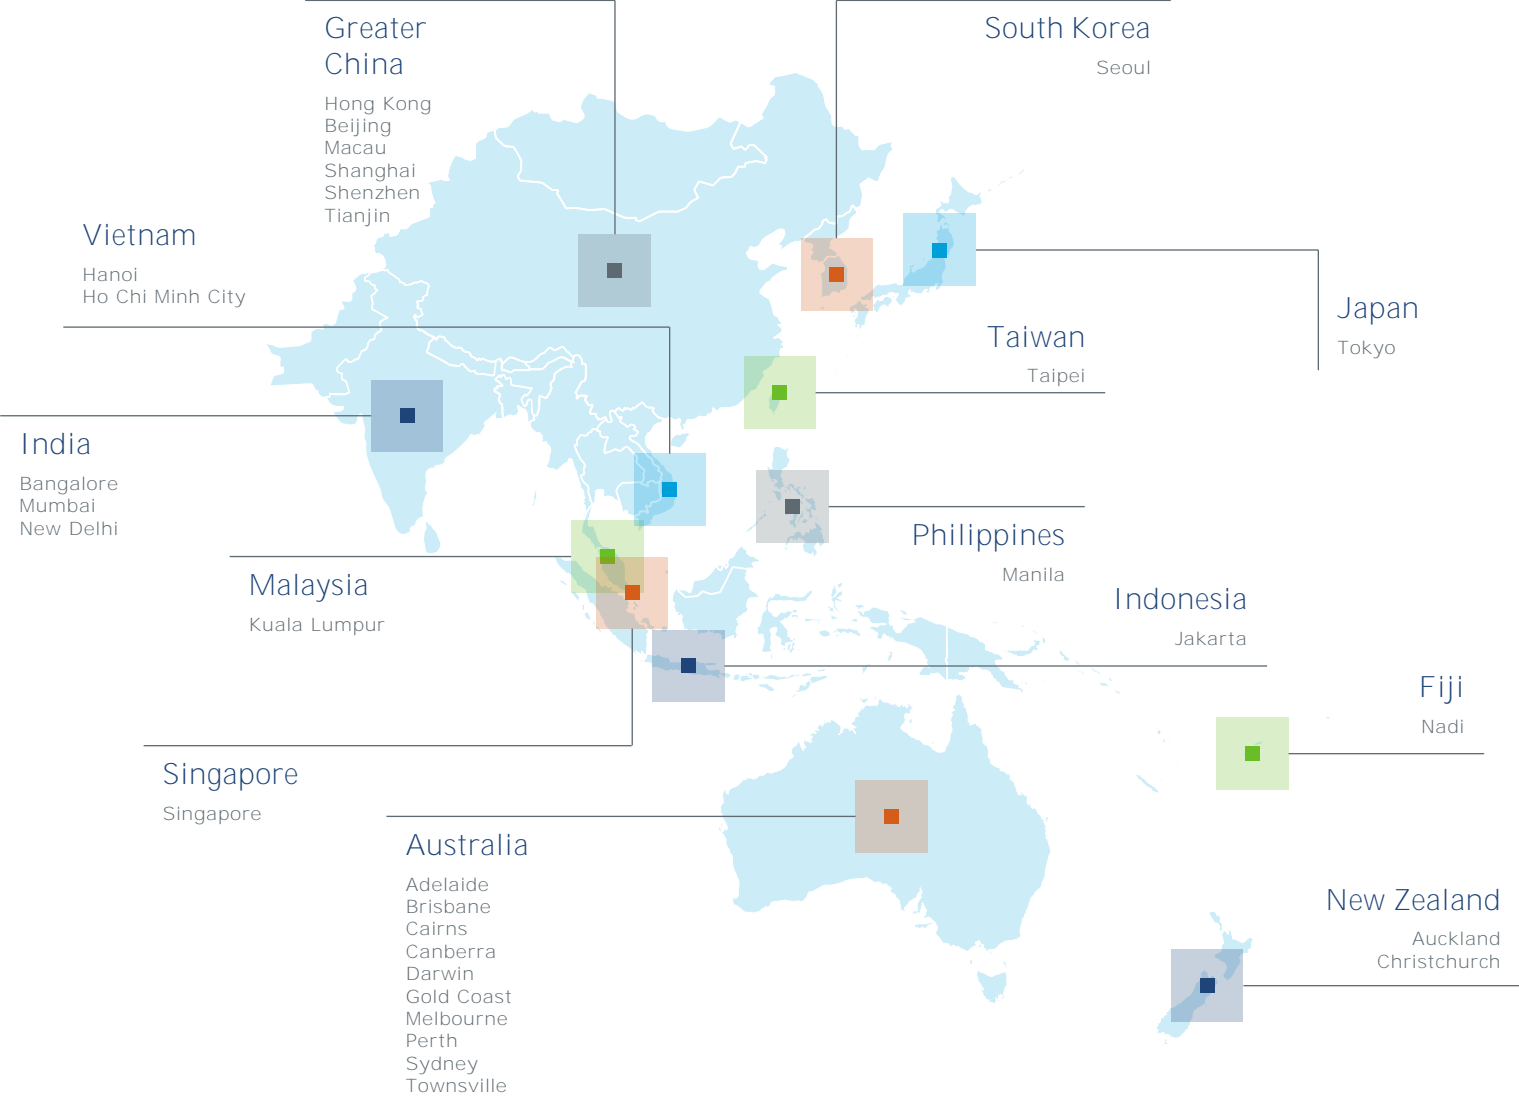 Greater
China
Hong Kong
Beijing
Macau
Shanghai
Shenzhen
Tianjin
South Korea
Seoul
Vietnam
Hanoi
Ho Chi Minh City
Japan
Tokyo
Taiwan
Taipei
India
Bangalore
Mumbai
New Delhi
Philippines
Manila
Malaysia
Kuala Lumpur
Indonesia
Jakarta
Fiji
Nadi
Singapore
Singapore
Australia
Adelaide
Brisbane
Cairns
Canberra
Darwin
Gold Coast
Melbourne
Perth
Sydney
Townsville
New Zealand
Auckland
Christchurch